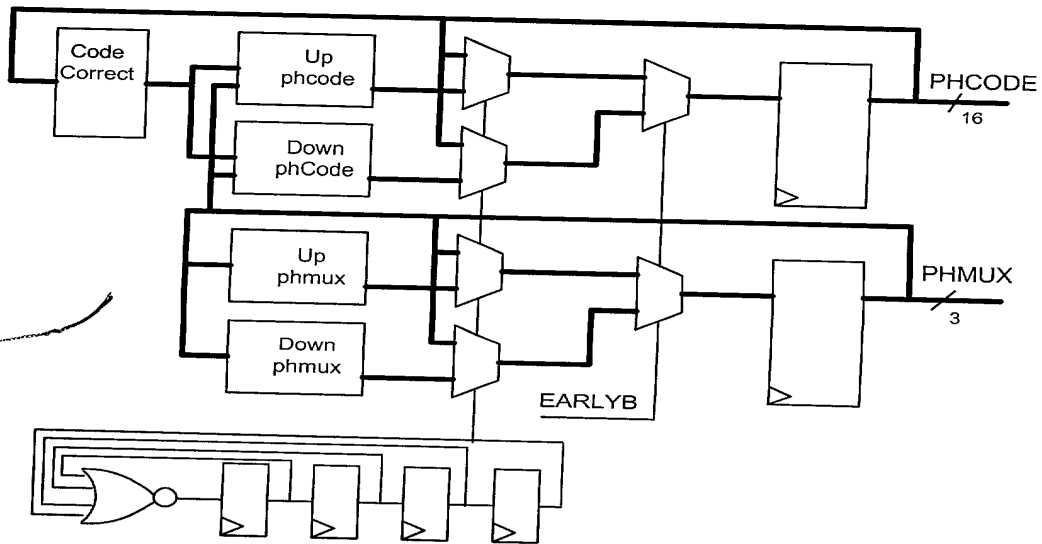 Code
Correct
Up
phcode
Down
phCode
PHCODE
16
Up
phmux
Down
phmux
PHMUX
3
EARLYB